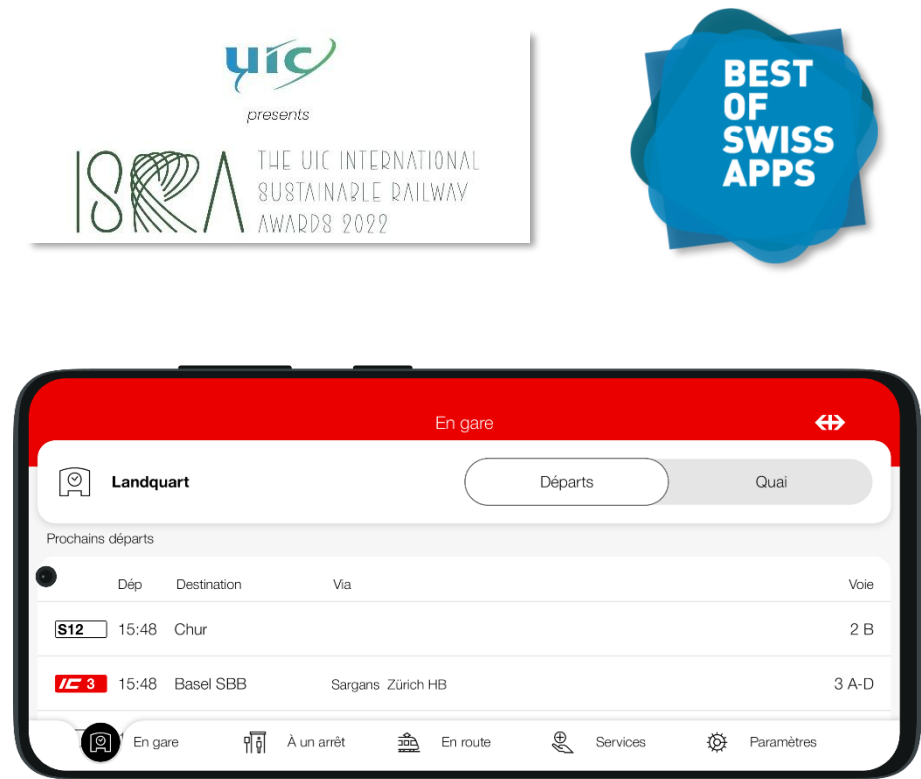 uic
presents
ISRA
THE UIC INTERNATIONAL
SUSTAINABLE RAILWAY
AWARDS 2022
BEST
OF
SWISS
APPS
En gare
Landquart
Départs
Quai
Prochains départs
Dép Destination Via Voie
S12 15:48 Chur 2 B
IC 3 15:48 Basel SBB Sargans Zürich HB 3 A-D
En gare
À un arrêt
En route
Services
Paramètres